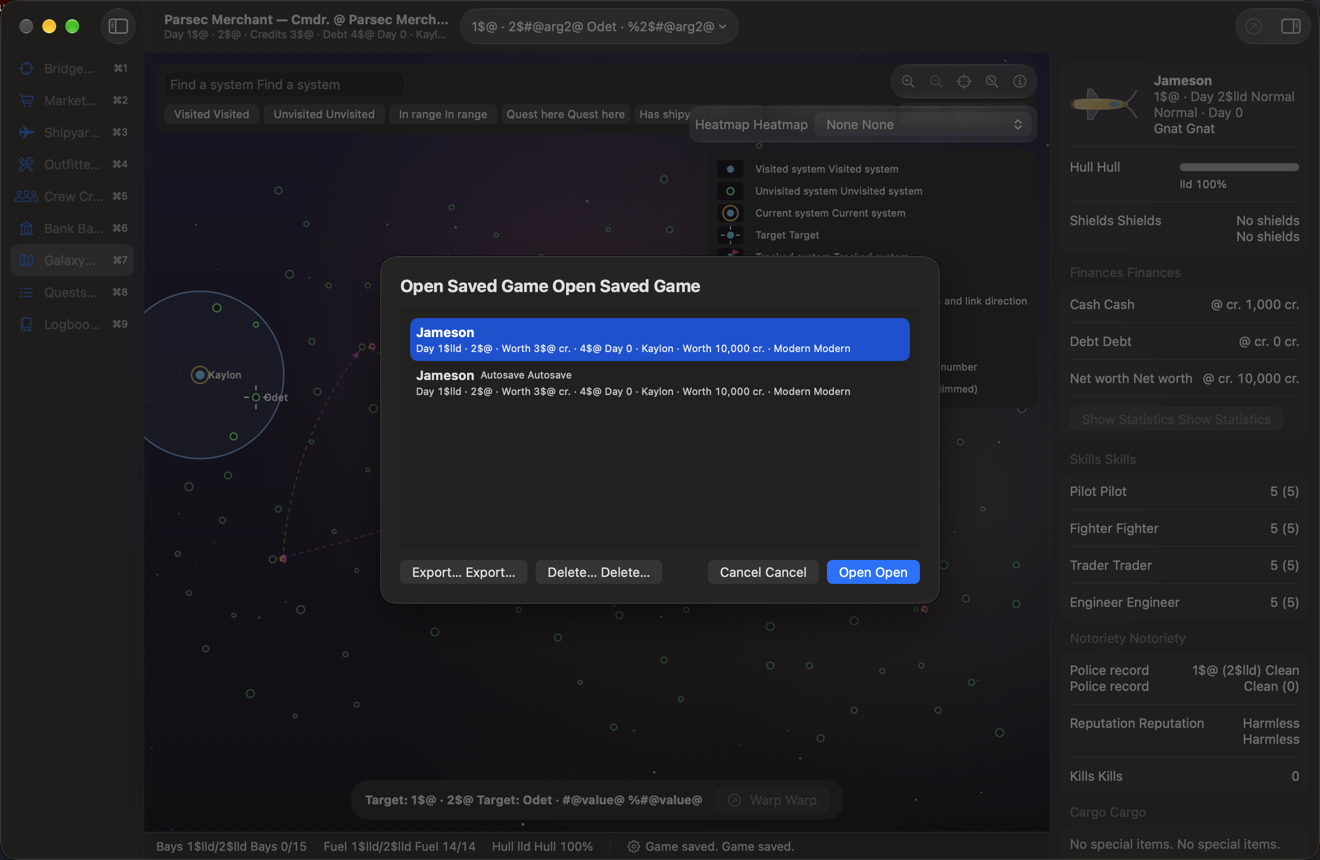 Parsec Merchant — Cmdr. @ Parsec Merch...
Day 1$@ · 2$@ · Credits 3$@ · Debt 4$@ Day 0 · Kayl...
1$@ · 2$#@arg2@ Odet · %2$#@arg2@
Bridge... ⌘1
Market... ⌘2
Shipyar... ⌘3
Outfitte... ⌘4
Crew Cr... ⌘5
Bank Ba... ⌘6
Galaxy... ⌘7
Quests... ⌘8
Logboo... ⌘9
Find a system Find a system
Visited Visited
Unvisited Unvisited
In range In range
Quest here Quest here
Has shipy
Heatmap Heatmap
None None
Visited system Visited system
Unvisited system Unvisited system
Current system Current system
Target Target
Tracked system Tracked system
and link direction
number
immed)
Kaylon
Odet
Open Saved Game Open Saved Game
Jameson
Day 1$lld · 2$@ · Worth 3$@ cr. · 4$@ Day 0 · Kaylon · Worth 10,000 cr. · Modern Modern
Jameson Autosave Autosave
Day 1$lld · 2$@ · Worth 3$@ cr. · 4$@ Day 0 · Kaylon · Worth 10,000 cr. · Modern Modern
Export... Export...
Delete... Delete...
Cancel Cancel
Open Open
Target: 1$@ · 2$@ Target: Odet · #@value@ %#@value@
Warp Warp
Bays 1$lld/2$lld Bays 0/15 Fuel 1$lld/2$lld Fuel 14/14 Hull lld Hull 100% Game saved. Game saved.
Jameson
1$@ · Day 2$lld Normal
Normal · Day 0
Gnat Gnat
Hull Hull
lld 100%
Shields Shields No shields
No shields
Finances Finances
Cash Cash @ cr. 1,000 cr.
Debt Debt @ cr. 0 cr.
Net worth Net worth @ cr. 10,000 cr.
Show Statistics Show Statistics
Skills Skills
Pilot Pilot 5 (5)
Fighter Fighter 5 (5)
Trader Trader 5 (5)
Engineer Engineer 5 (5)
Notoriety Notoriety
Police record 1$@ (2$lld) Clean
Police record Clean (0)
Reputation Reputation Harmless
Harmless
Kills Kills 0
Cargo Cargo
No special items. No special items.